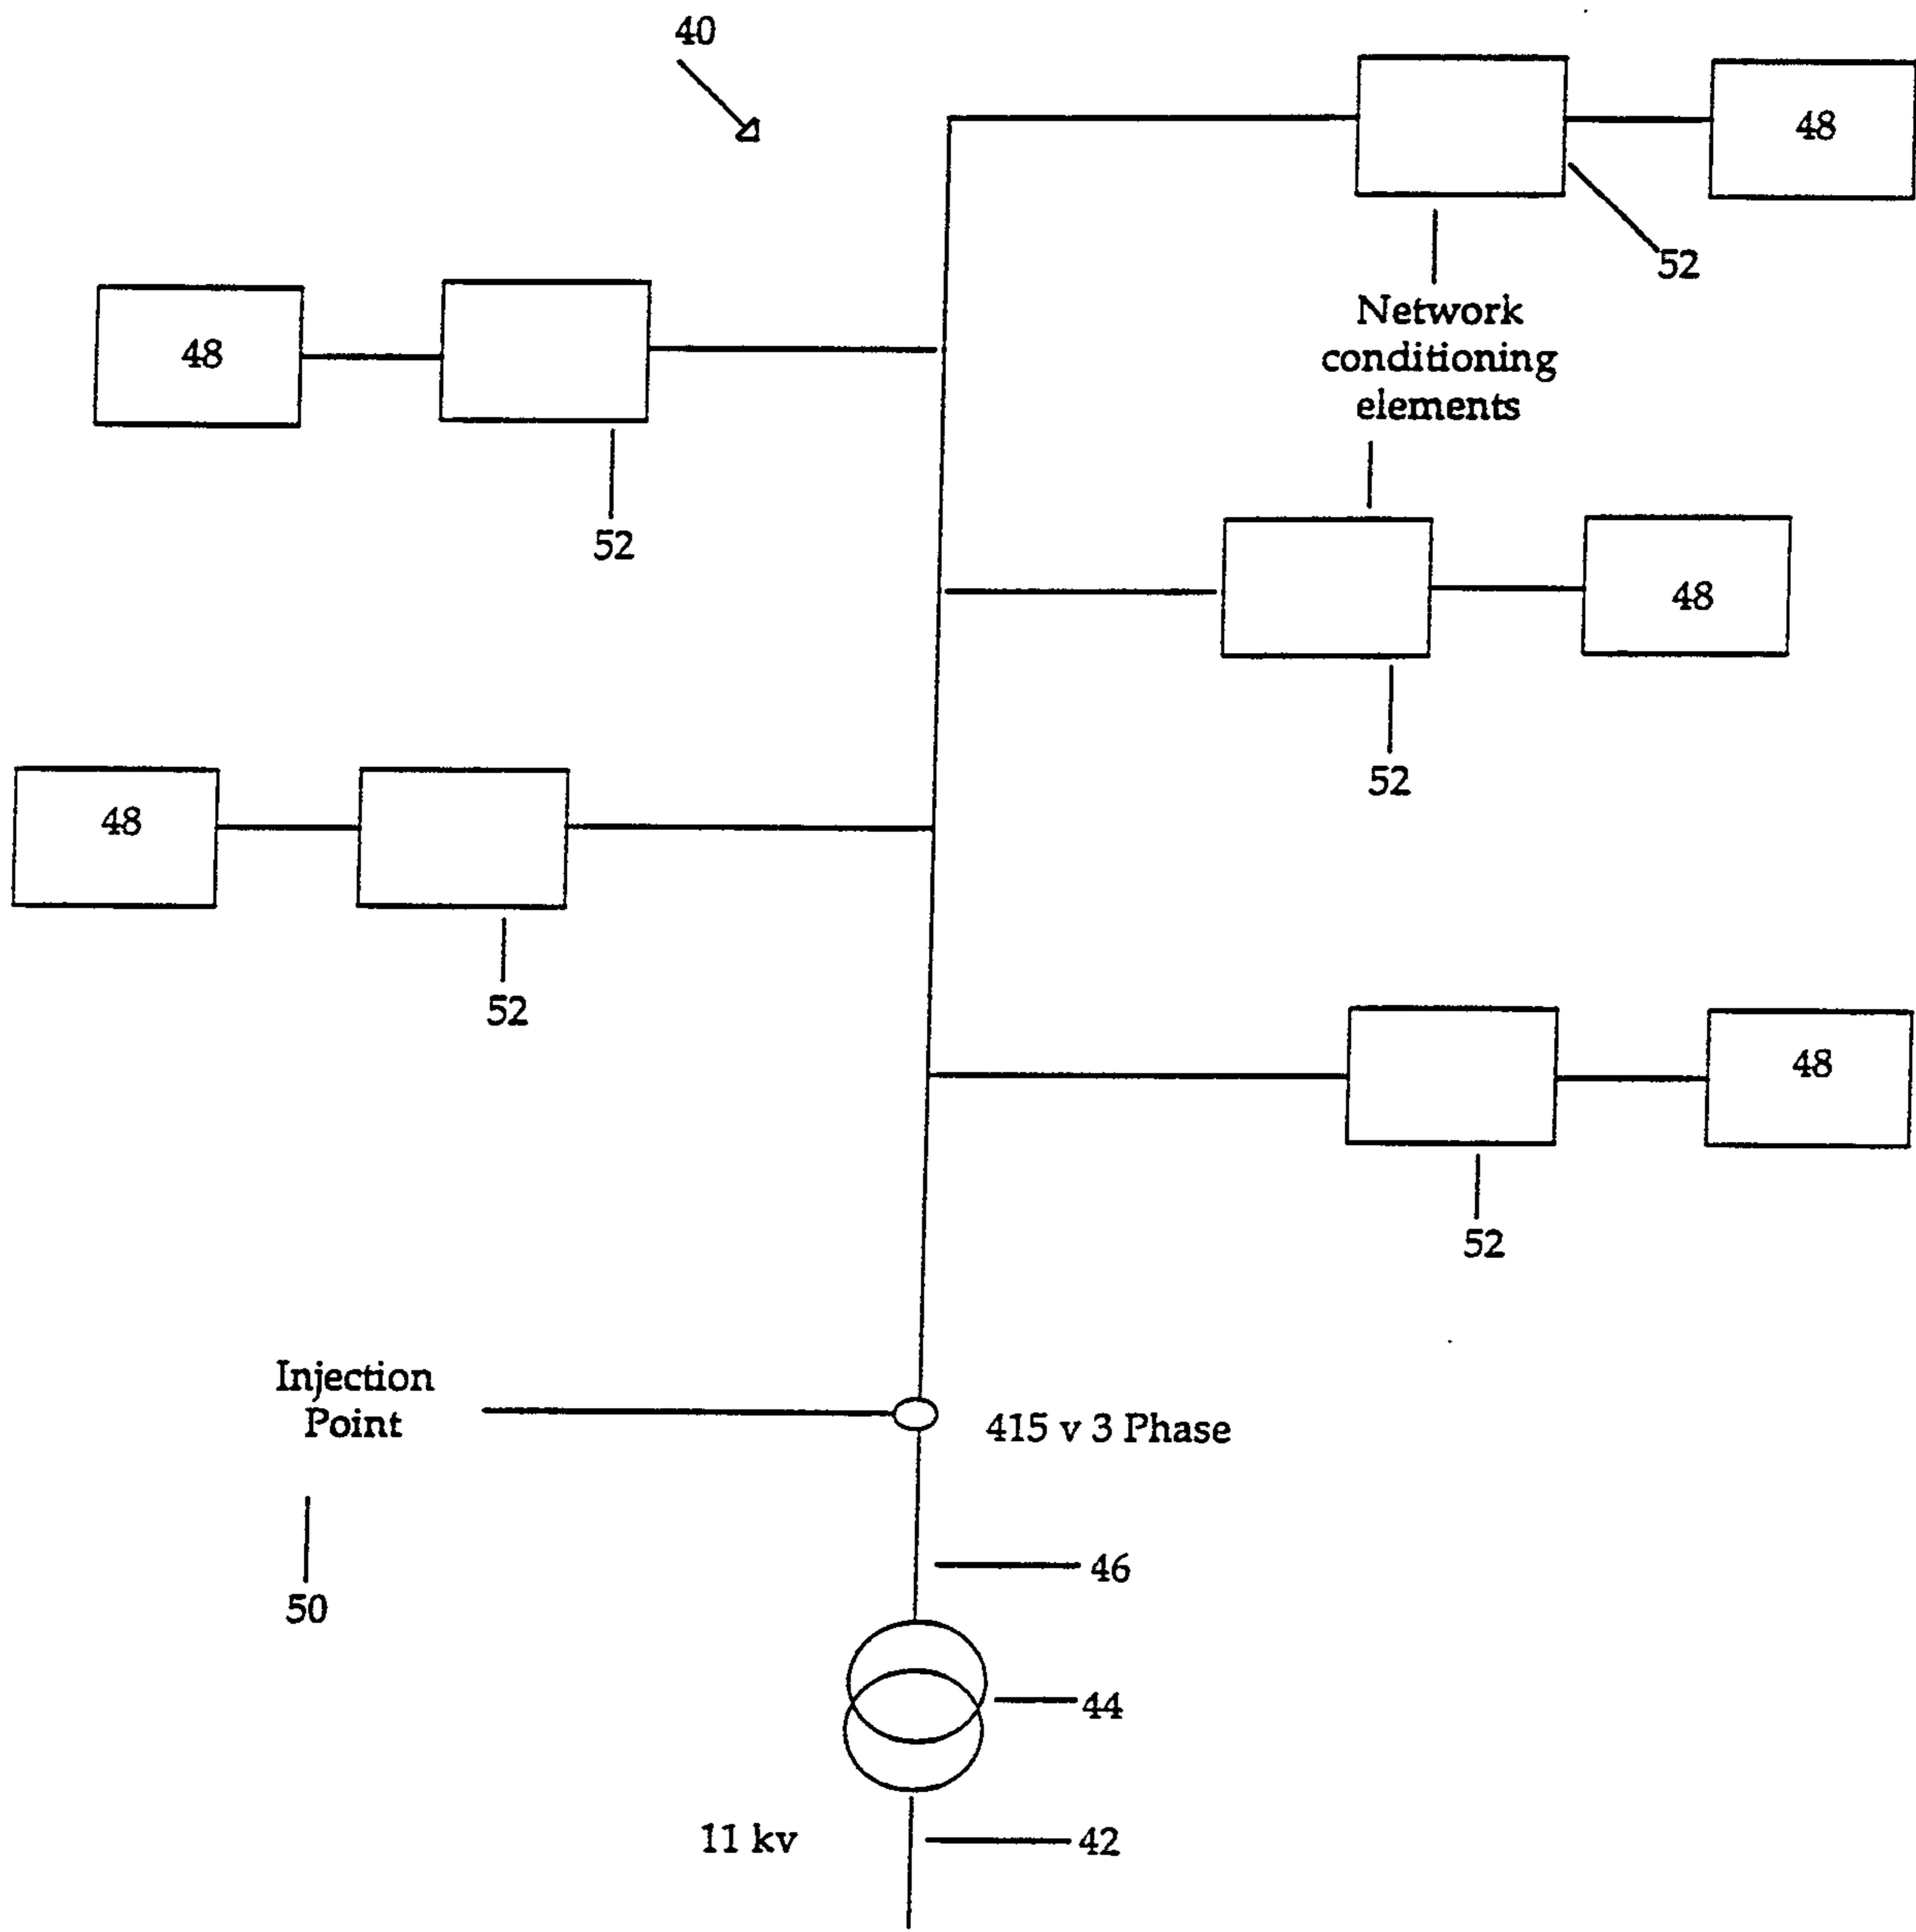 40
48
52
Network
conditioning
elements
48
52
48
52
48
52
48
52
Injection
Point
415 v 3 Phase
46
50
44
11 kv
42